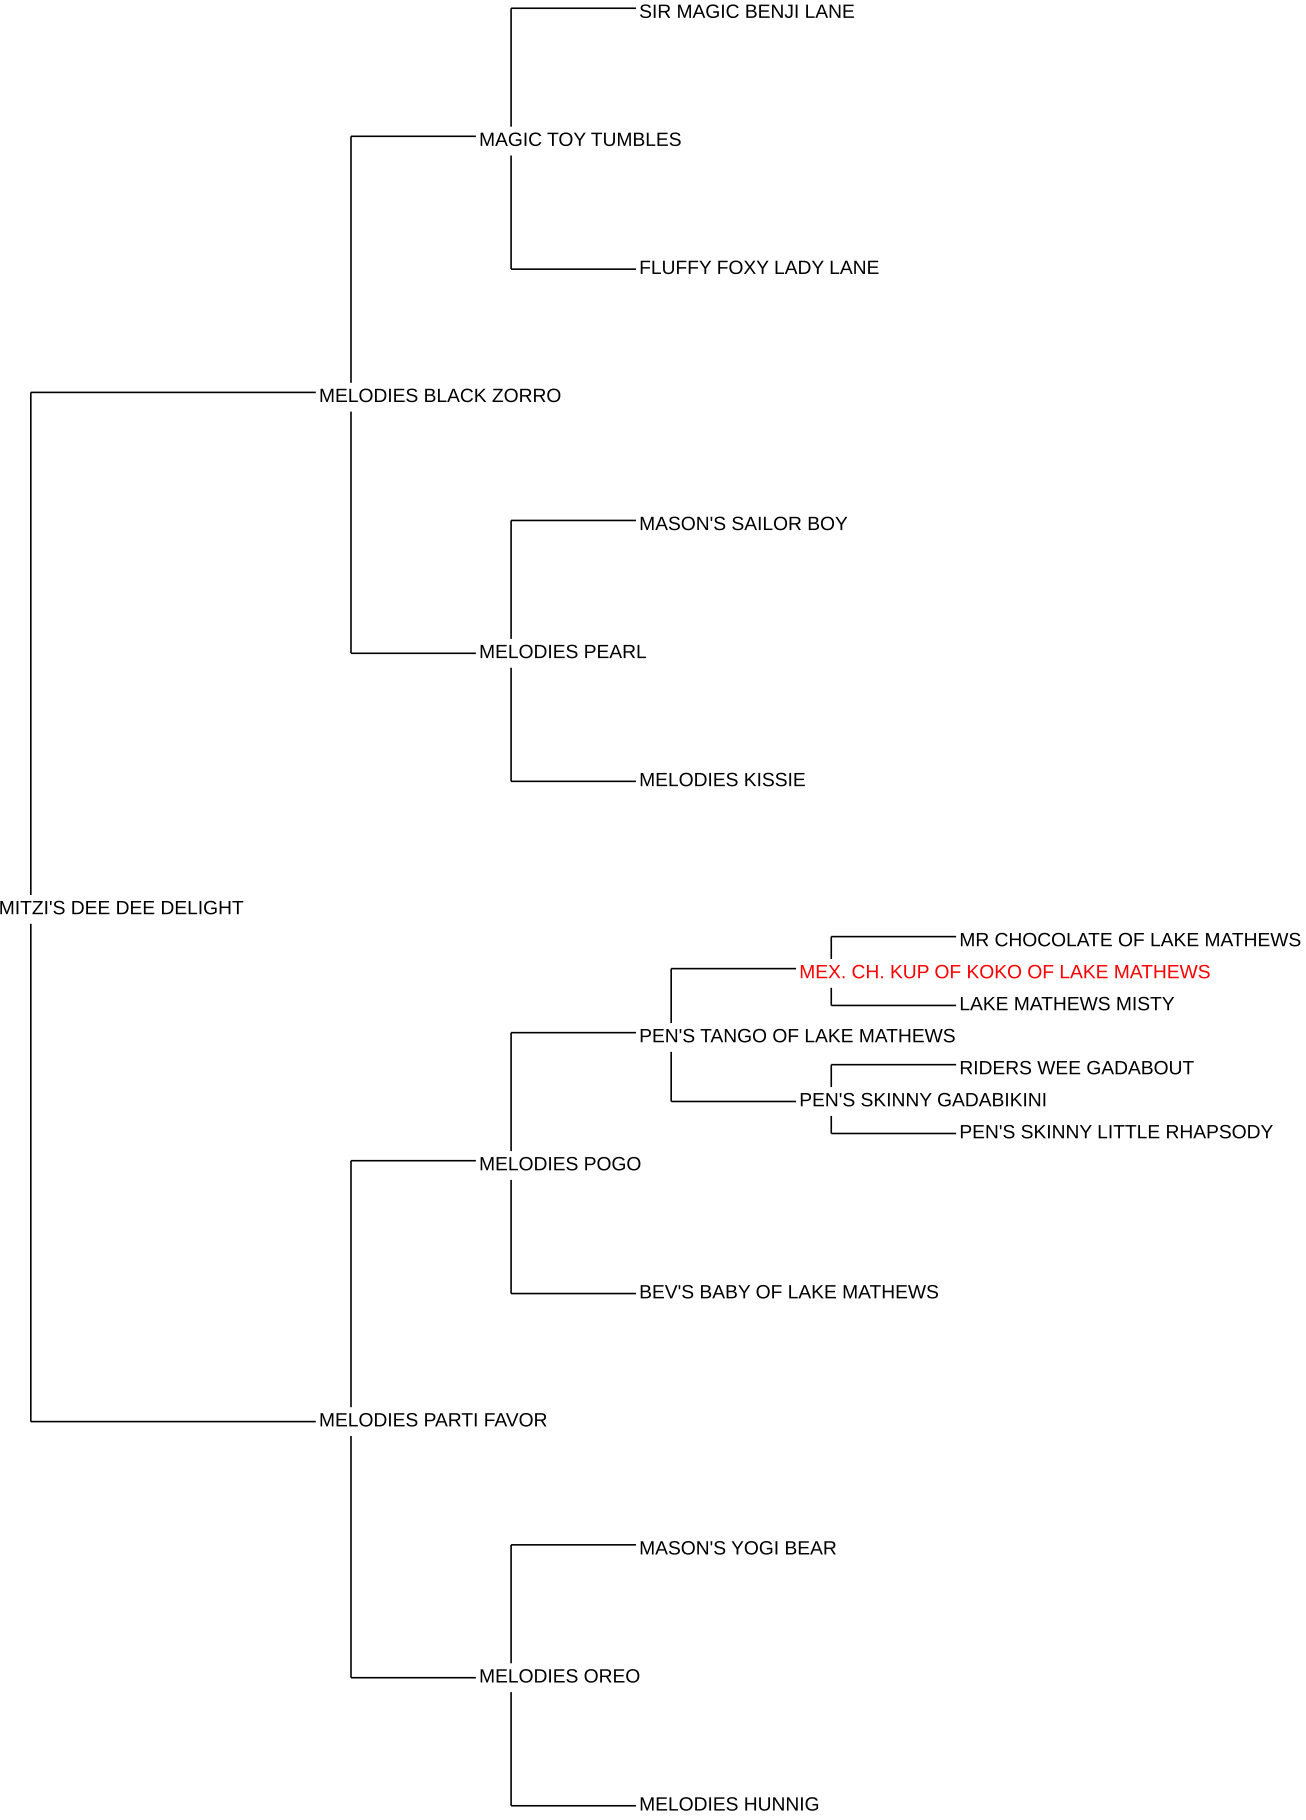 SIR MAGIC BENJI LANE
MAGIC TOY TUMBLES
FLUFFY FOXY LADY LANE
MELODIES BLACK ZORRO
MASON'S SAILOR BOY
MELODIES PEARL
MELODIES KISSIE
MITZI'S DEE DEE DELIGHT
MR CHOCOLATE OF LAKE MATHEWS
MEX. CH. KUP OF KOKO OF LAKE MATHEWS
LAKE MATHEWS MISTY
PEN'S TANGO OF LAKE MATHEWS
RIDERS WEE GADABOUT
PEN'S SKINNY GADABIKINI
PEN'S SKINNY LITTLE RHAPSODY
MELODIES POGO
BEV'S BABY OF LAKE MATHEWS
MELODIES PARTI FAVOR
MASON'S YOGI BEAR
MELODIES OREO
MELODIES HUNNIG